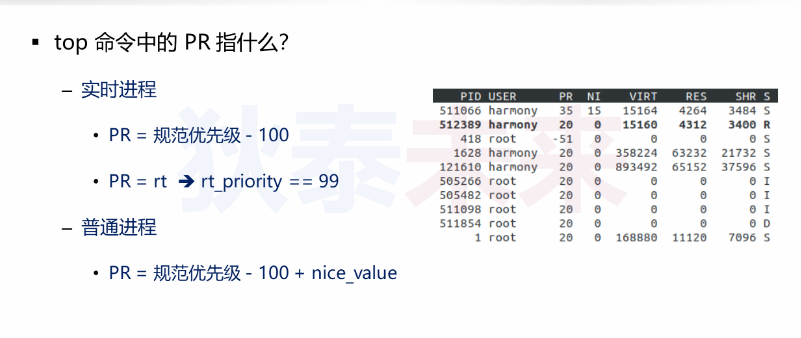 ▪ top 命令中的 PR 指什么?
– 实时进程
• PR = 规范优先级 - 100
• PR = rt ➔ rt_priority == 99
– 普通进程
• PR = 规范优先级 - 100 + nice_value
PID USER PR NI VIRT RES SHR S
511066 harmony 35 15 15164 4264 3484 S
512389 harmony 20 0 15160 4312 3400 R
418 root -51 0 0 0 0 S
1628 harmony 20 0 358224 63232 21732 S
121610 harmony 20 0 893492 65152 37596 S
505266 root 20 0 0 0 0 I
505482 root 20 0 0 0 0 I
511098 root 20 0 0 0 0 I
511854 root 20 0 0 0 0 D
1 root 20 0 168880 11120 7096 S
狄泰未来